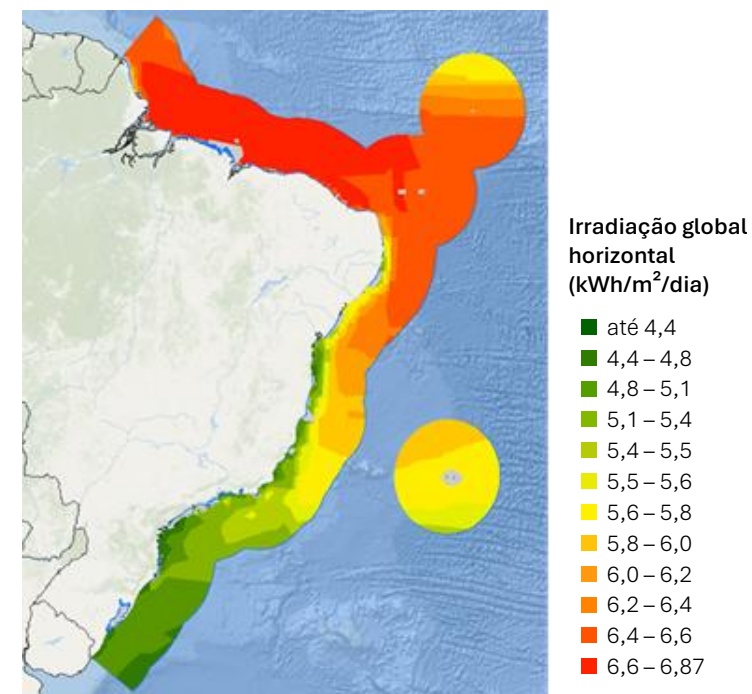 Irradiação global
horizontal
(kWh/m²/dia)
até 4,4
4,4 – 4,8
4,8 – 5,1
5,1 – 5,4
5,4 – 5,5
5,5 – 5,6
5,6 – 5,8
5,8 – 6,0
6,0 – 6,2
6,2 – 6,4
6,4 – 6,6
6,6 – 6,87